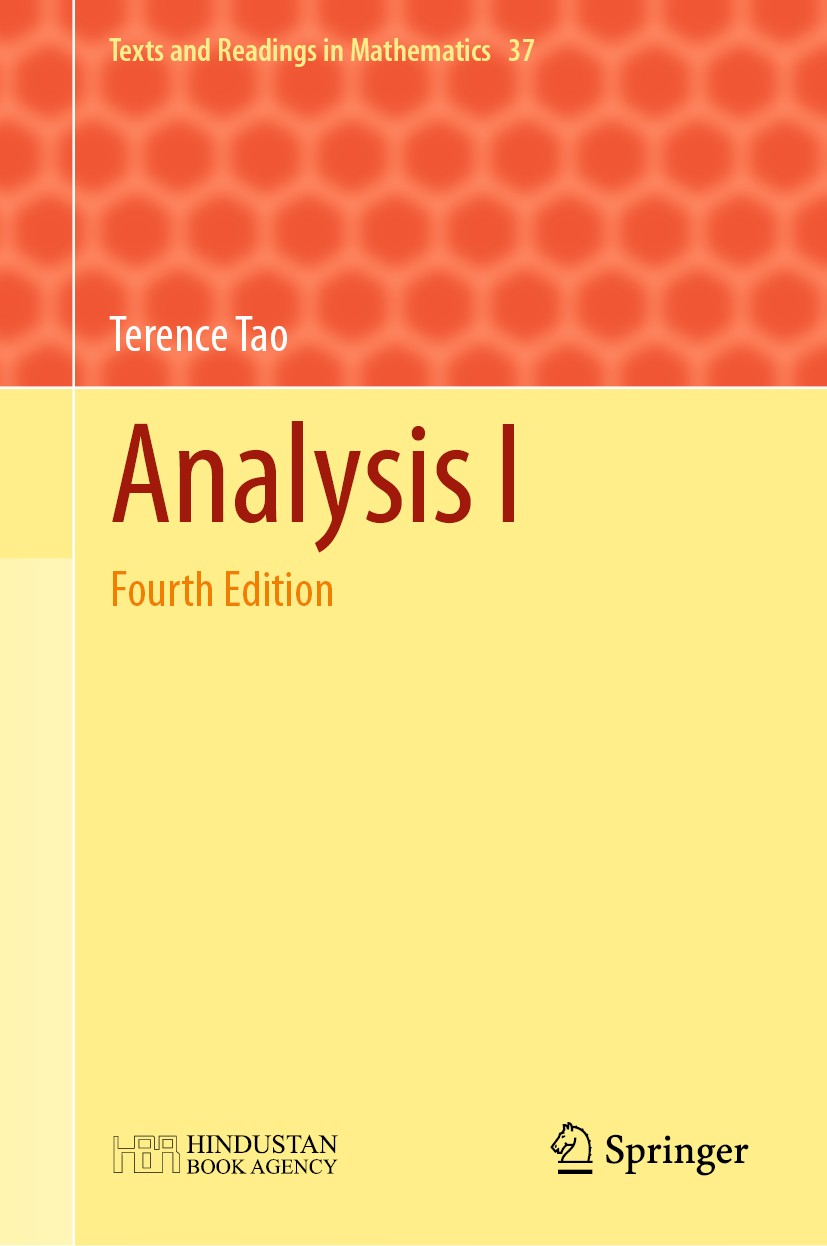 Texts and Readings in Mathematics 37
Terence Tao
Analysis I
Fourth Edition
HINDUSTAN
BOOK AGENCY
Springer